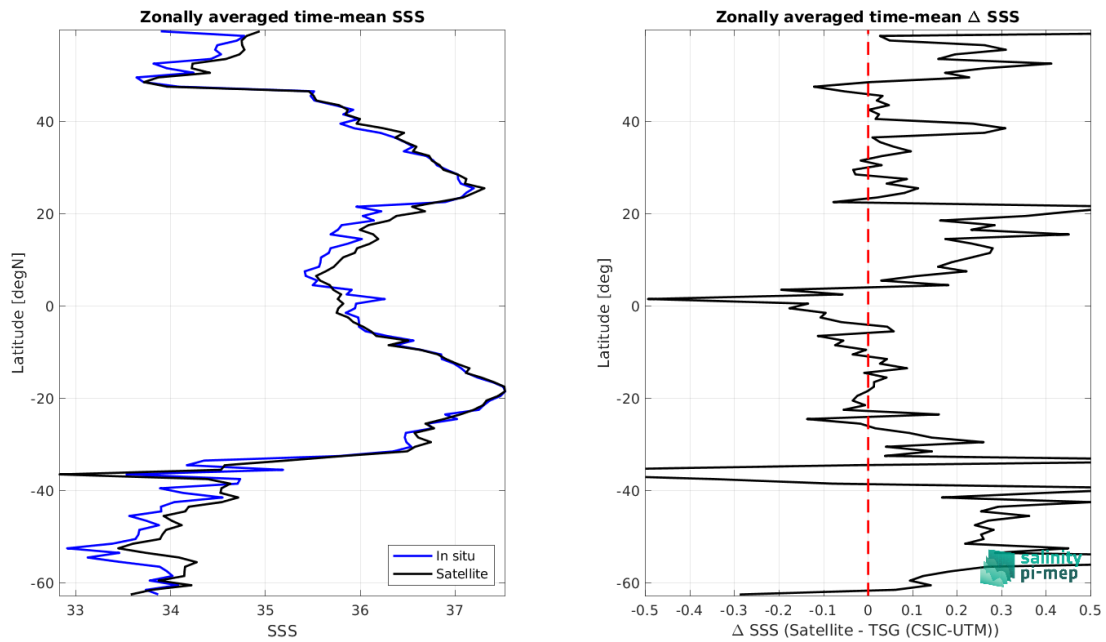 Zonally averaged time-mean SSS
40
20
0
-20
-40
-60
Latitude [degN]
33
34
35
36
37
SSS
In situ
Satellite
Zonally averaged time-mean Δ SSS
40
20
0
-20
-40
-60
Latitude [deg]
-0.5
-0.4
-0.3
-0.2
-0.1
0
0.1
0.2
0.3
0.4
0.5
Δ SSS (Satellite - TSG (CSIC-UTM))
salinity
pi-mep